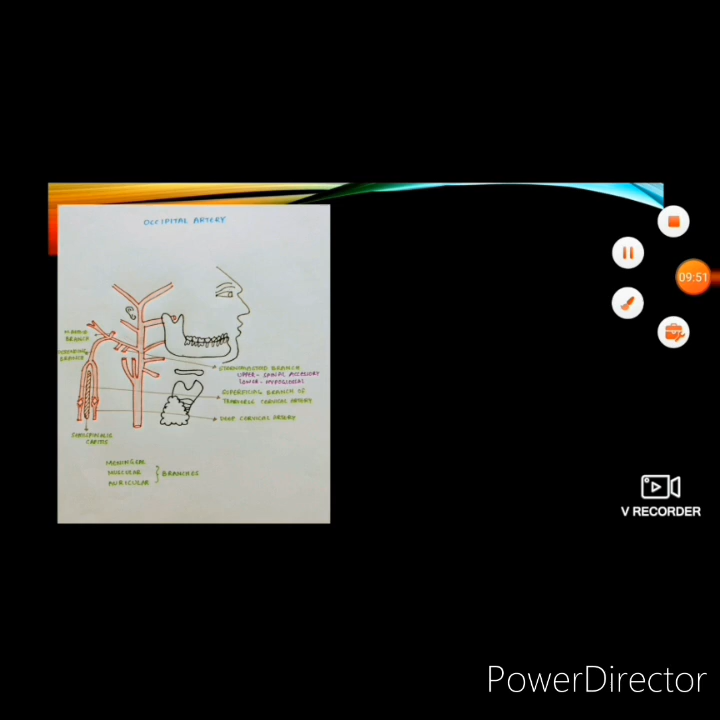 OCCIPITAL ARTERY
MASTOID
BRANCH
DESCENDING
BRANCH
STERNOMASTOID BRANCH
UPPER - SPINAL ACCESSORY
LOWER - HYPOGLOSSAL
SUPERFICIAL BRANCH OF
TRANSVERSE CERVICAL ARTERY
DEEP CERVICAL ARTERY
SEMISPINALIS
CAPITIS
MENINGEAL
MUSCULAR
AURICULAR
BRANCHES
09:51
V RECORDER
PowerDirector